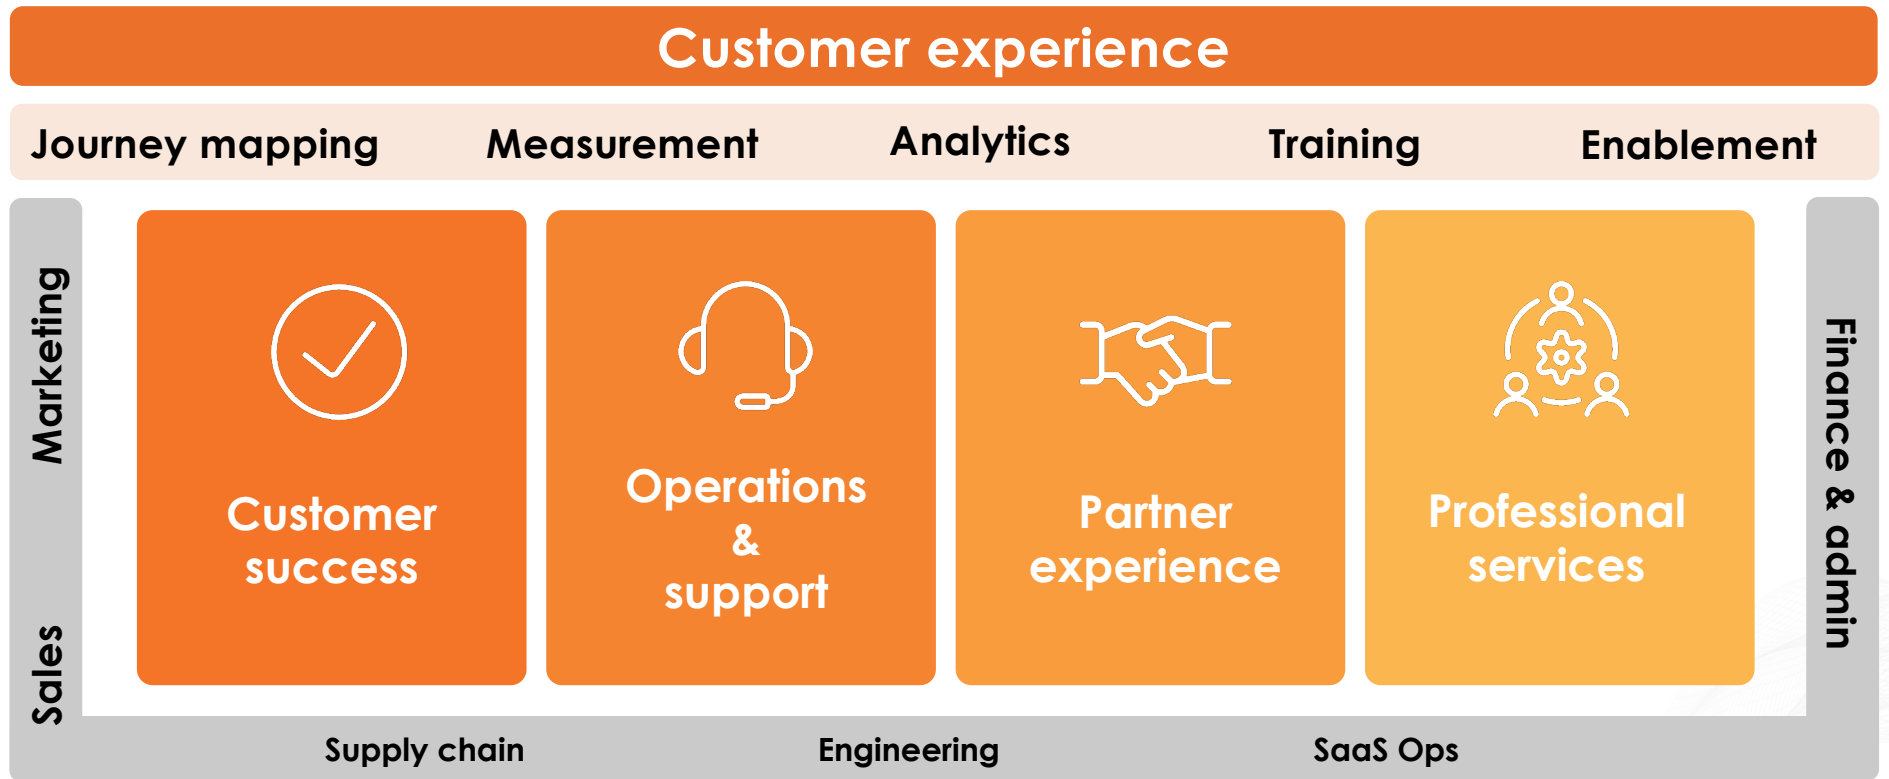 Customer experience
Journey mapping
Measurement
Analytics
Training
Enablement
Marketing
Sales
Customer
success
Operations
&
support
Partner
experience
Professional
services
Finance & admin
Supply chain
Engineering
SaaS Ops